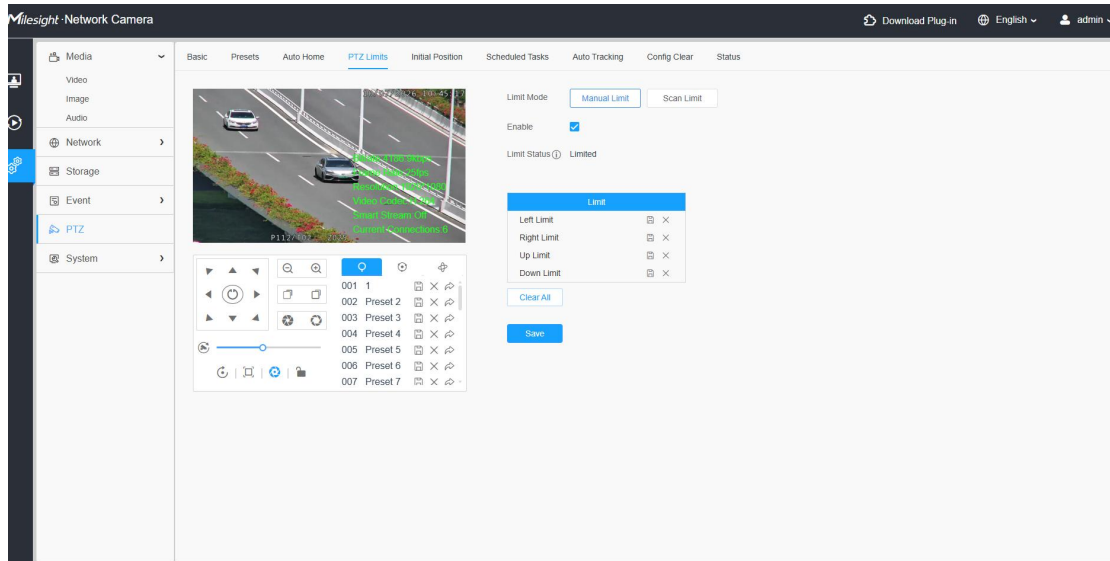 Milesight · Network Camera
Download Plug-in
English
admin
Media
Video
Image
Audio
Network
Storage
Event
PTZ
System
Basic Presets Auto Home PTZ Limits Initial Position Scheduled Tasks Auto Tracking Config Clear Status
25fps
Resolution
Video Codec
Smart Stream Off
Current Connections 6
001 1
002 Preset 2
003 Preset 3
004 Preset 4
005 Preset 5
006 Preset 6
007 Preset 7
Limit Mode Manual Limit Scan Limit
Enable
Limit Status Limited
Limit
Left Limit
Right Limit
Up Limit
Down Limit
Clear All
Save